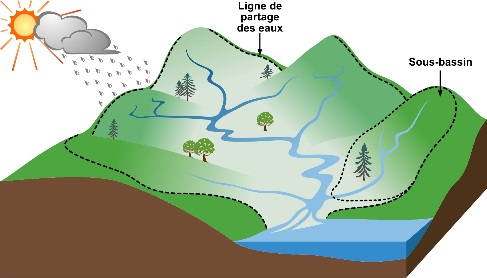 Ligne de
partage
des eaux
Sous-bassin